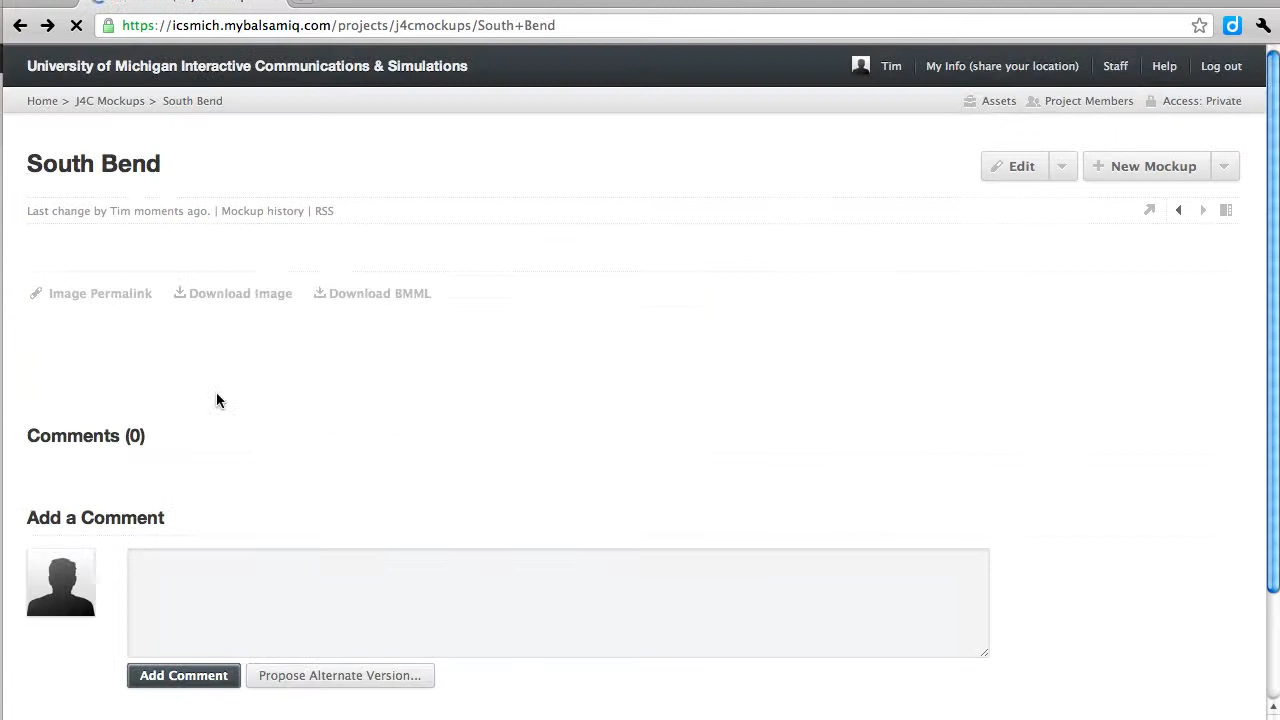 https://icsmich.mybalsamiq.com/projects/j4cmockups/South+Bend
University of Michigan Interactive Communications & Simulations
Tim
My Info (share your location)
Staff
Help
Log out
Home > J4C Mockups > South Bend
Assets
Project Members
Access: Private
South Bend
Edit
+ New Mockup
Last change by Tim moments ago. | Mockup history | RSS
Image Permalink
Download Image
Download BMML
Comments (0)
Add a Comment
Add Comment
Propose Alternate Version...